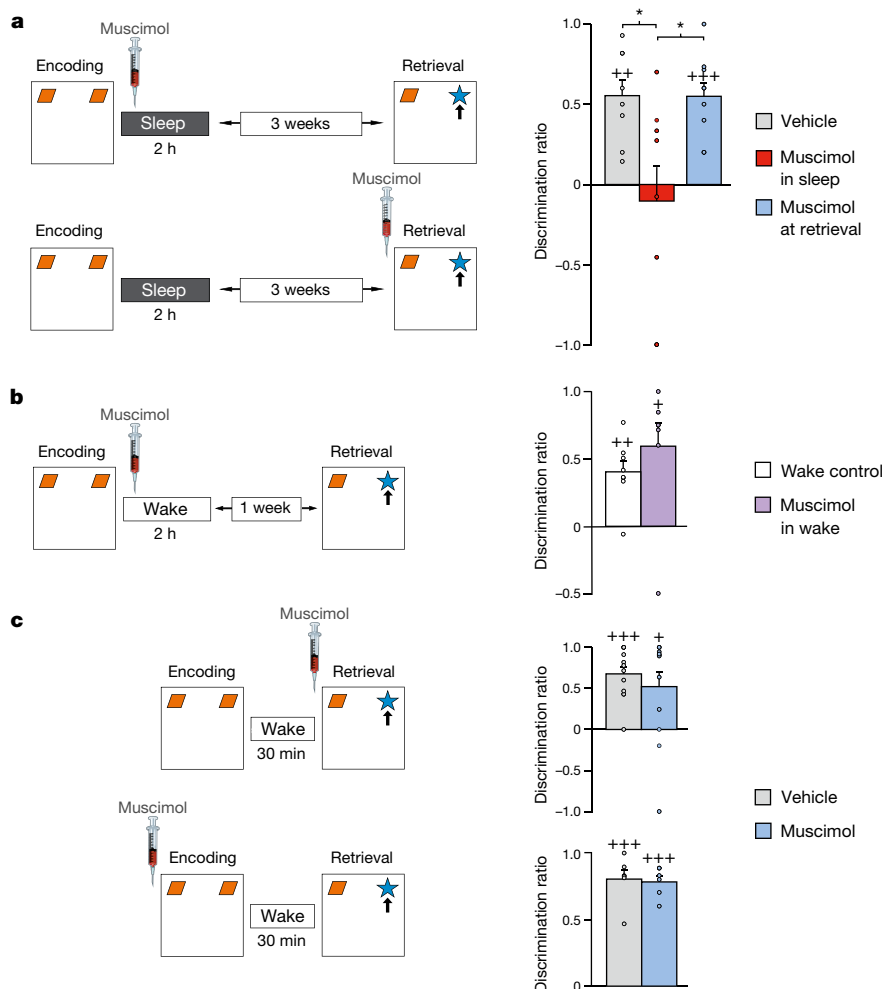 a
Muscimol
Encoding
Retrieval
Sleep
3 weeks
2 h
Muscimol
Encoding
Retrieval
Sleep
3 weeks
2 h
Discrimination ratio
1.0
0.5
0
−0.5
−1.0
*
*
++
+++
Vehicle
Muscimol
in sleep
Muscimol
at retrieval
b
Muscimol
Encoding
Retrieval
Wake
1 week
2 h
Discrimination ratio
1.0
0.5
0
−0.5
++
+
Wake control
Muscimol
in wake
c
Muscimol
Encoding
Retrieval
Wake
30 min
Discrimination ratio
1.0
0.5
0
−0.5
−1.0
+++
+
Muscimol
Encoding
Retrieval
Wake
30 min
Discrimination ratio
1.0
0.5
0
+++
+++
Vehicle
Muscimol